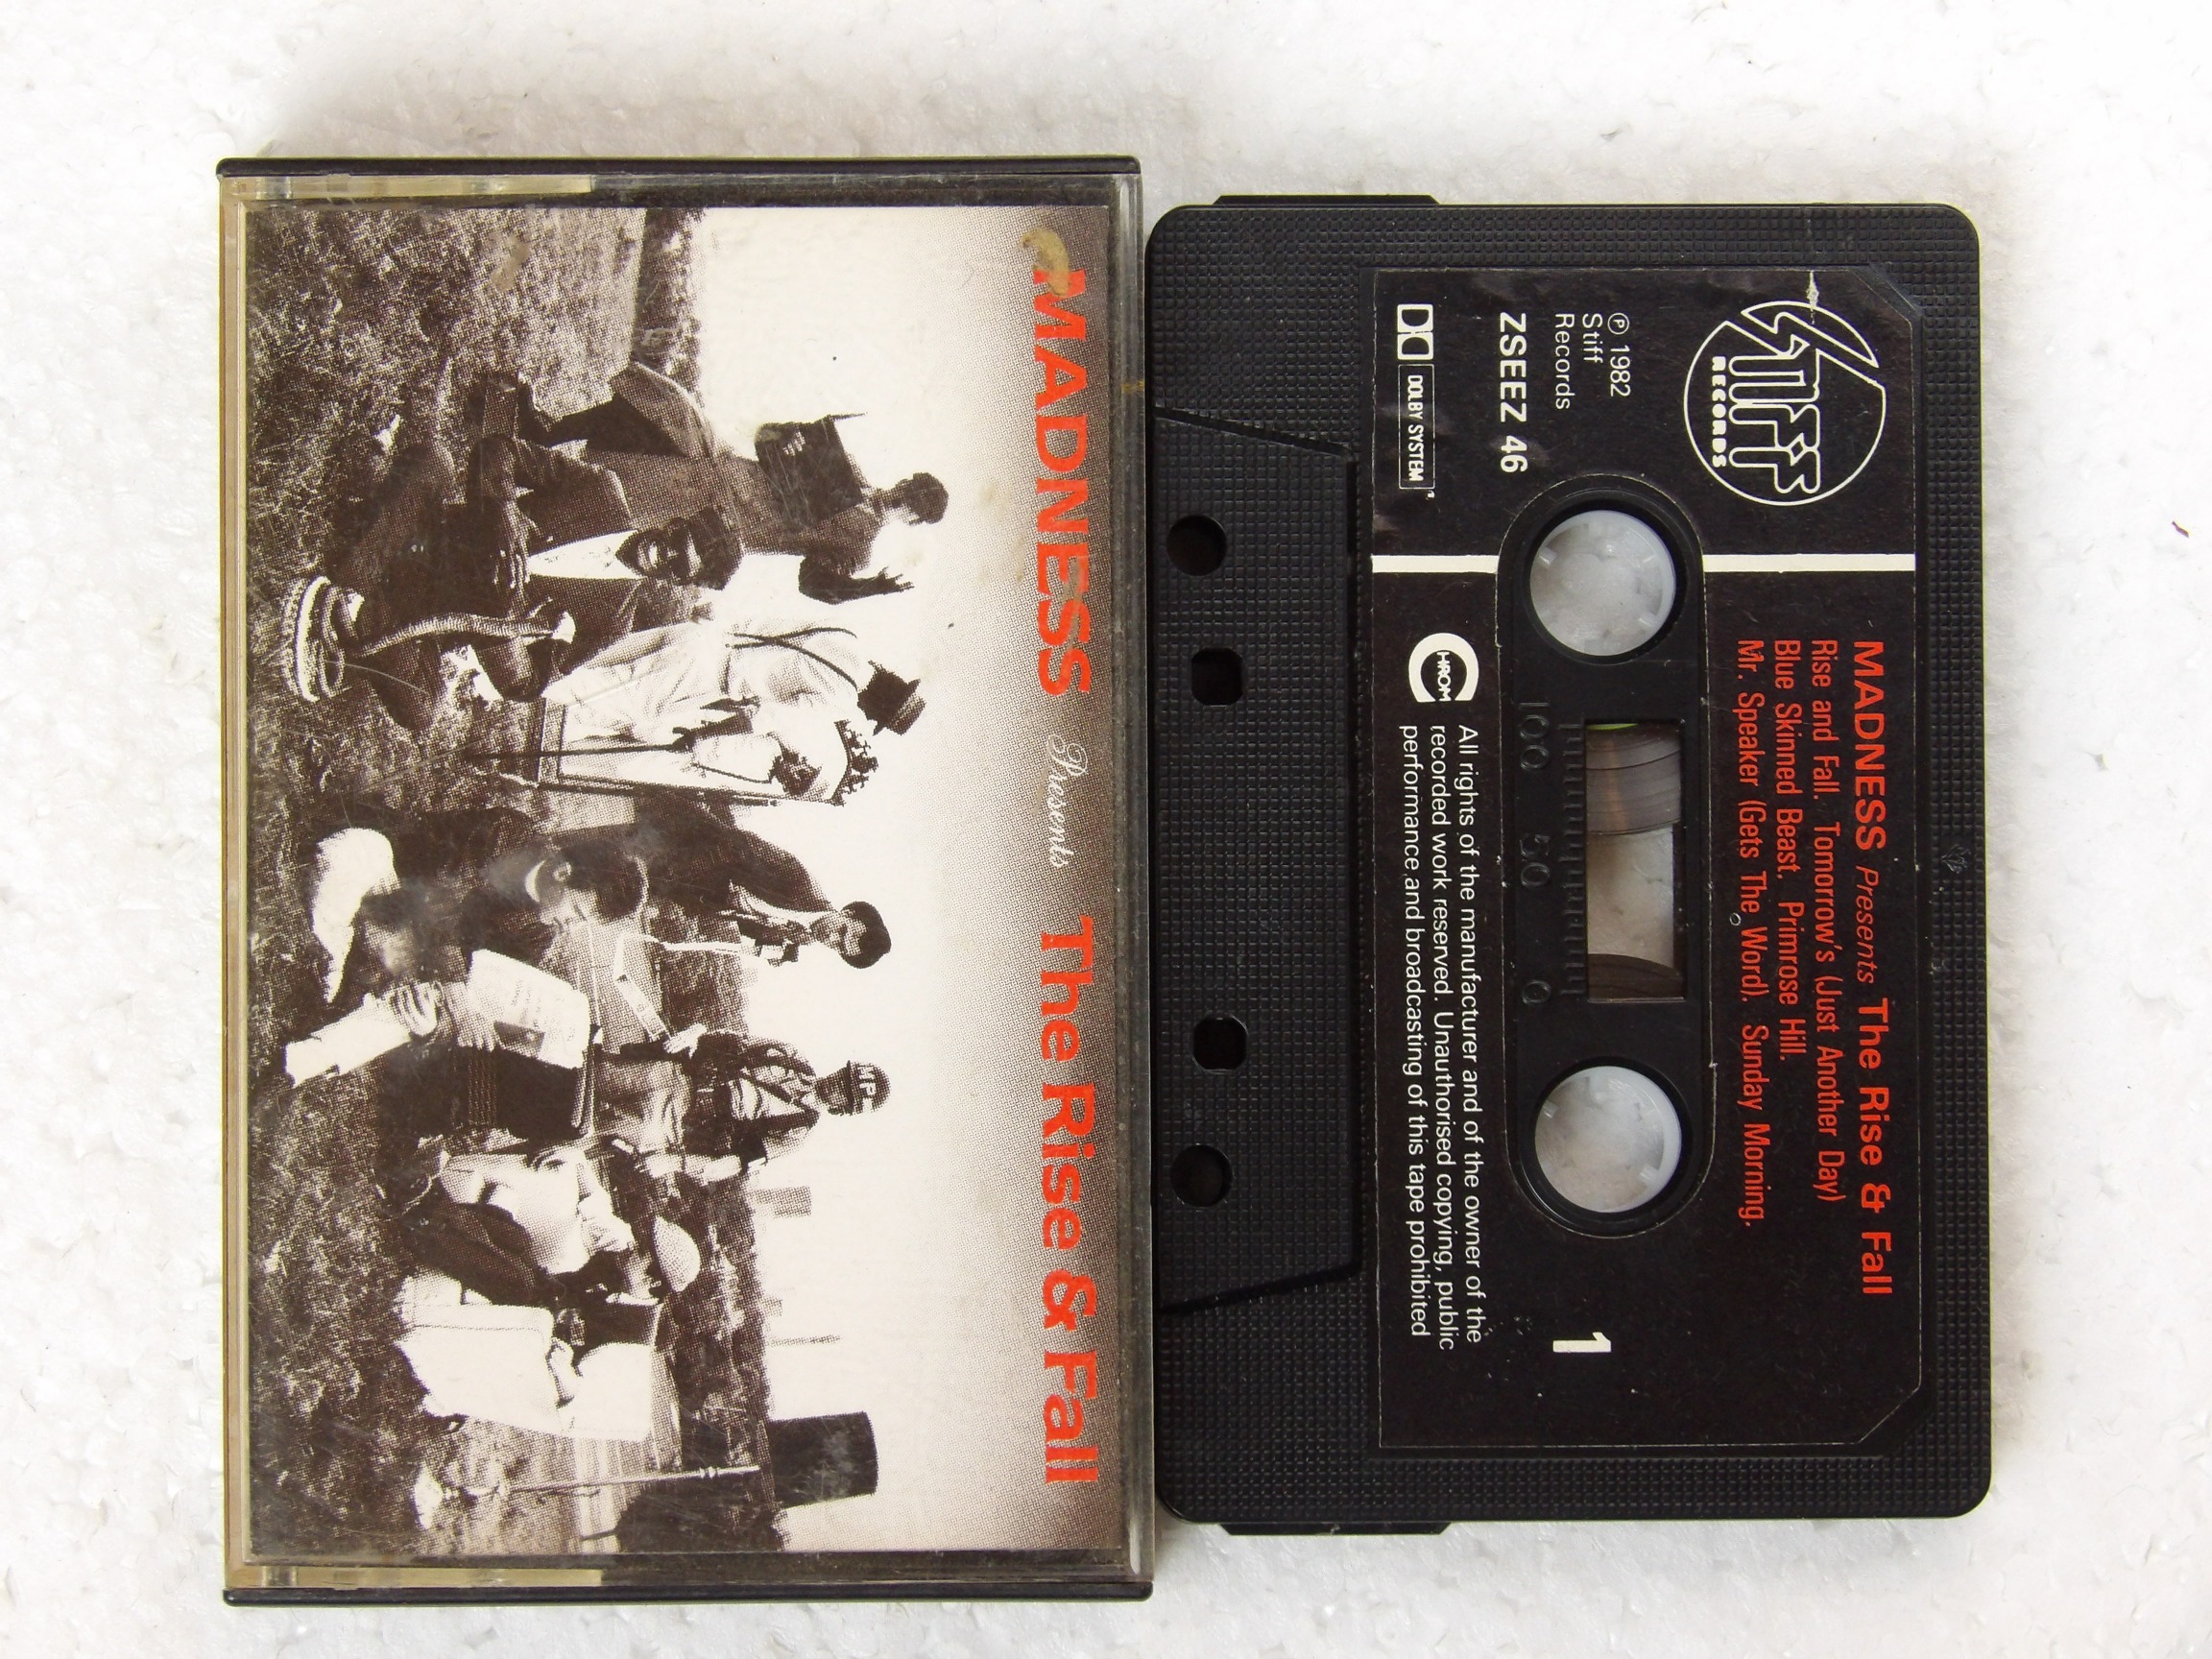 MADNESS Presents The Rise & Fall
MP
STIFF
RECORDS
℗ 1982
Stiff
Records
ZSEEZ 46
DOLBY SYSTEM
MADNESS Presents The Rise & Fall
Rise and Fall. Tomorrow's (Just Another Day)
Blue Skinned Beast. Primrose Hill.
Mr. Speaker (Gets The Word). Sunday Morning.
100 50 0
1
CHROM
All rights of the manufacturer and of the owner of the
recorded work reserved. Unauthorised copying, public
performance and broadcasting of this tape prohibited